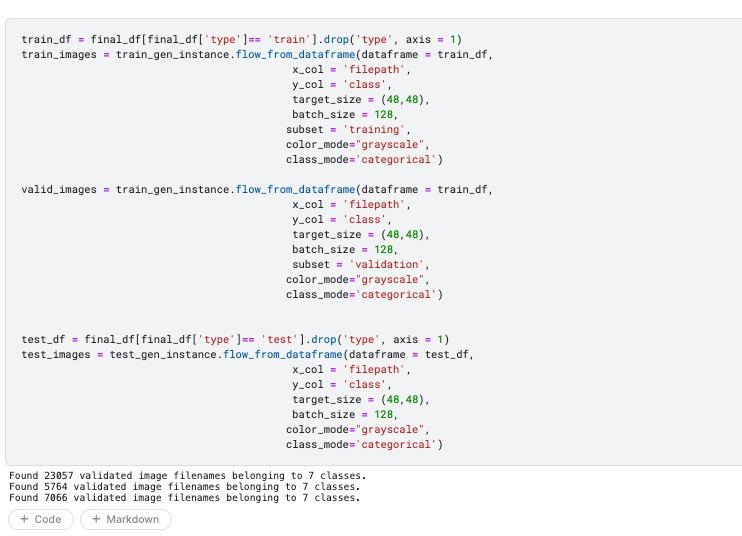 train_df = final_df[final_df['type']== 'train'].drop('type', axis = 1)
train_images = train_gen_instance.flow_from_dataframe(dataframe = train_df,
x_col = 'filepath',
y_col = 'class',
target_size = (48,48),
batch_size = 128,
subset = 'training',
color_mode="grayscale",
class_mode='categorical')
valid_images = train_gen_instance.flow_from_dataframe(dataframe = train_df,
x_col = 'filepath',
y_col = 'class',
target_size = (48,48),
batch_size = 128,
subset = 'validation',
color_mode="grayscale",
class_mode='categorical')
test_df = final_df[final_df['type']== 'test'].drop('type', axis = 1)
test_images = test_gen_instance.flow_from_dataframe(dataframe = test_df,
x_col = 'filepath',
y_col = 'class',
target_size = (48,48),
batch_size = 128,
color_mode="grayscale",
class_mode='categorical')
Found 23057 validated image filenames belonging to 7 classes.
Found 5764 validated image filenames belonging to 7 classes.
Found 7066 validated image filenames belonging to 7 classes.
+ Code + Markdown